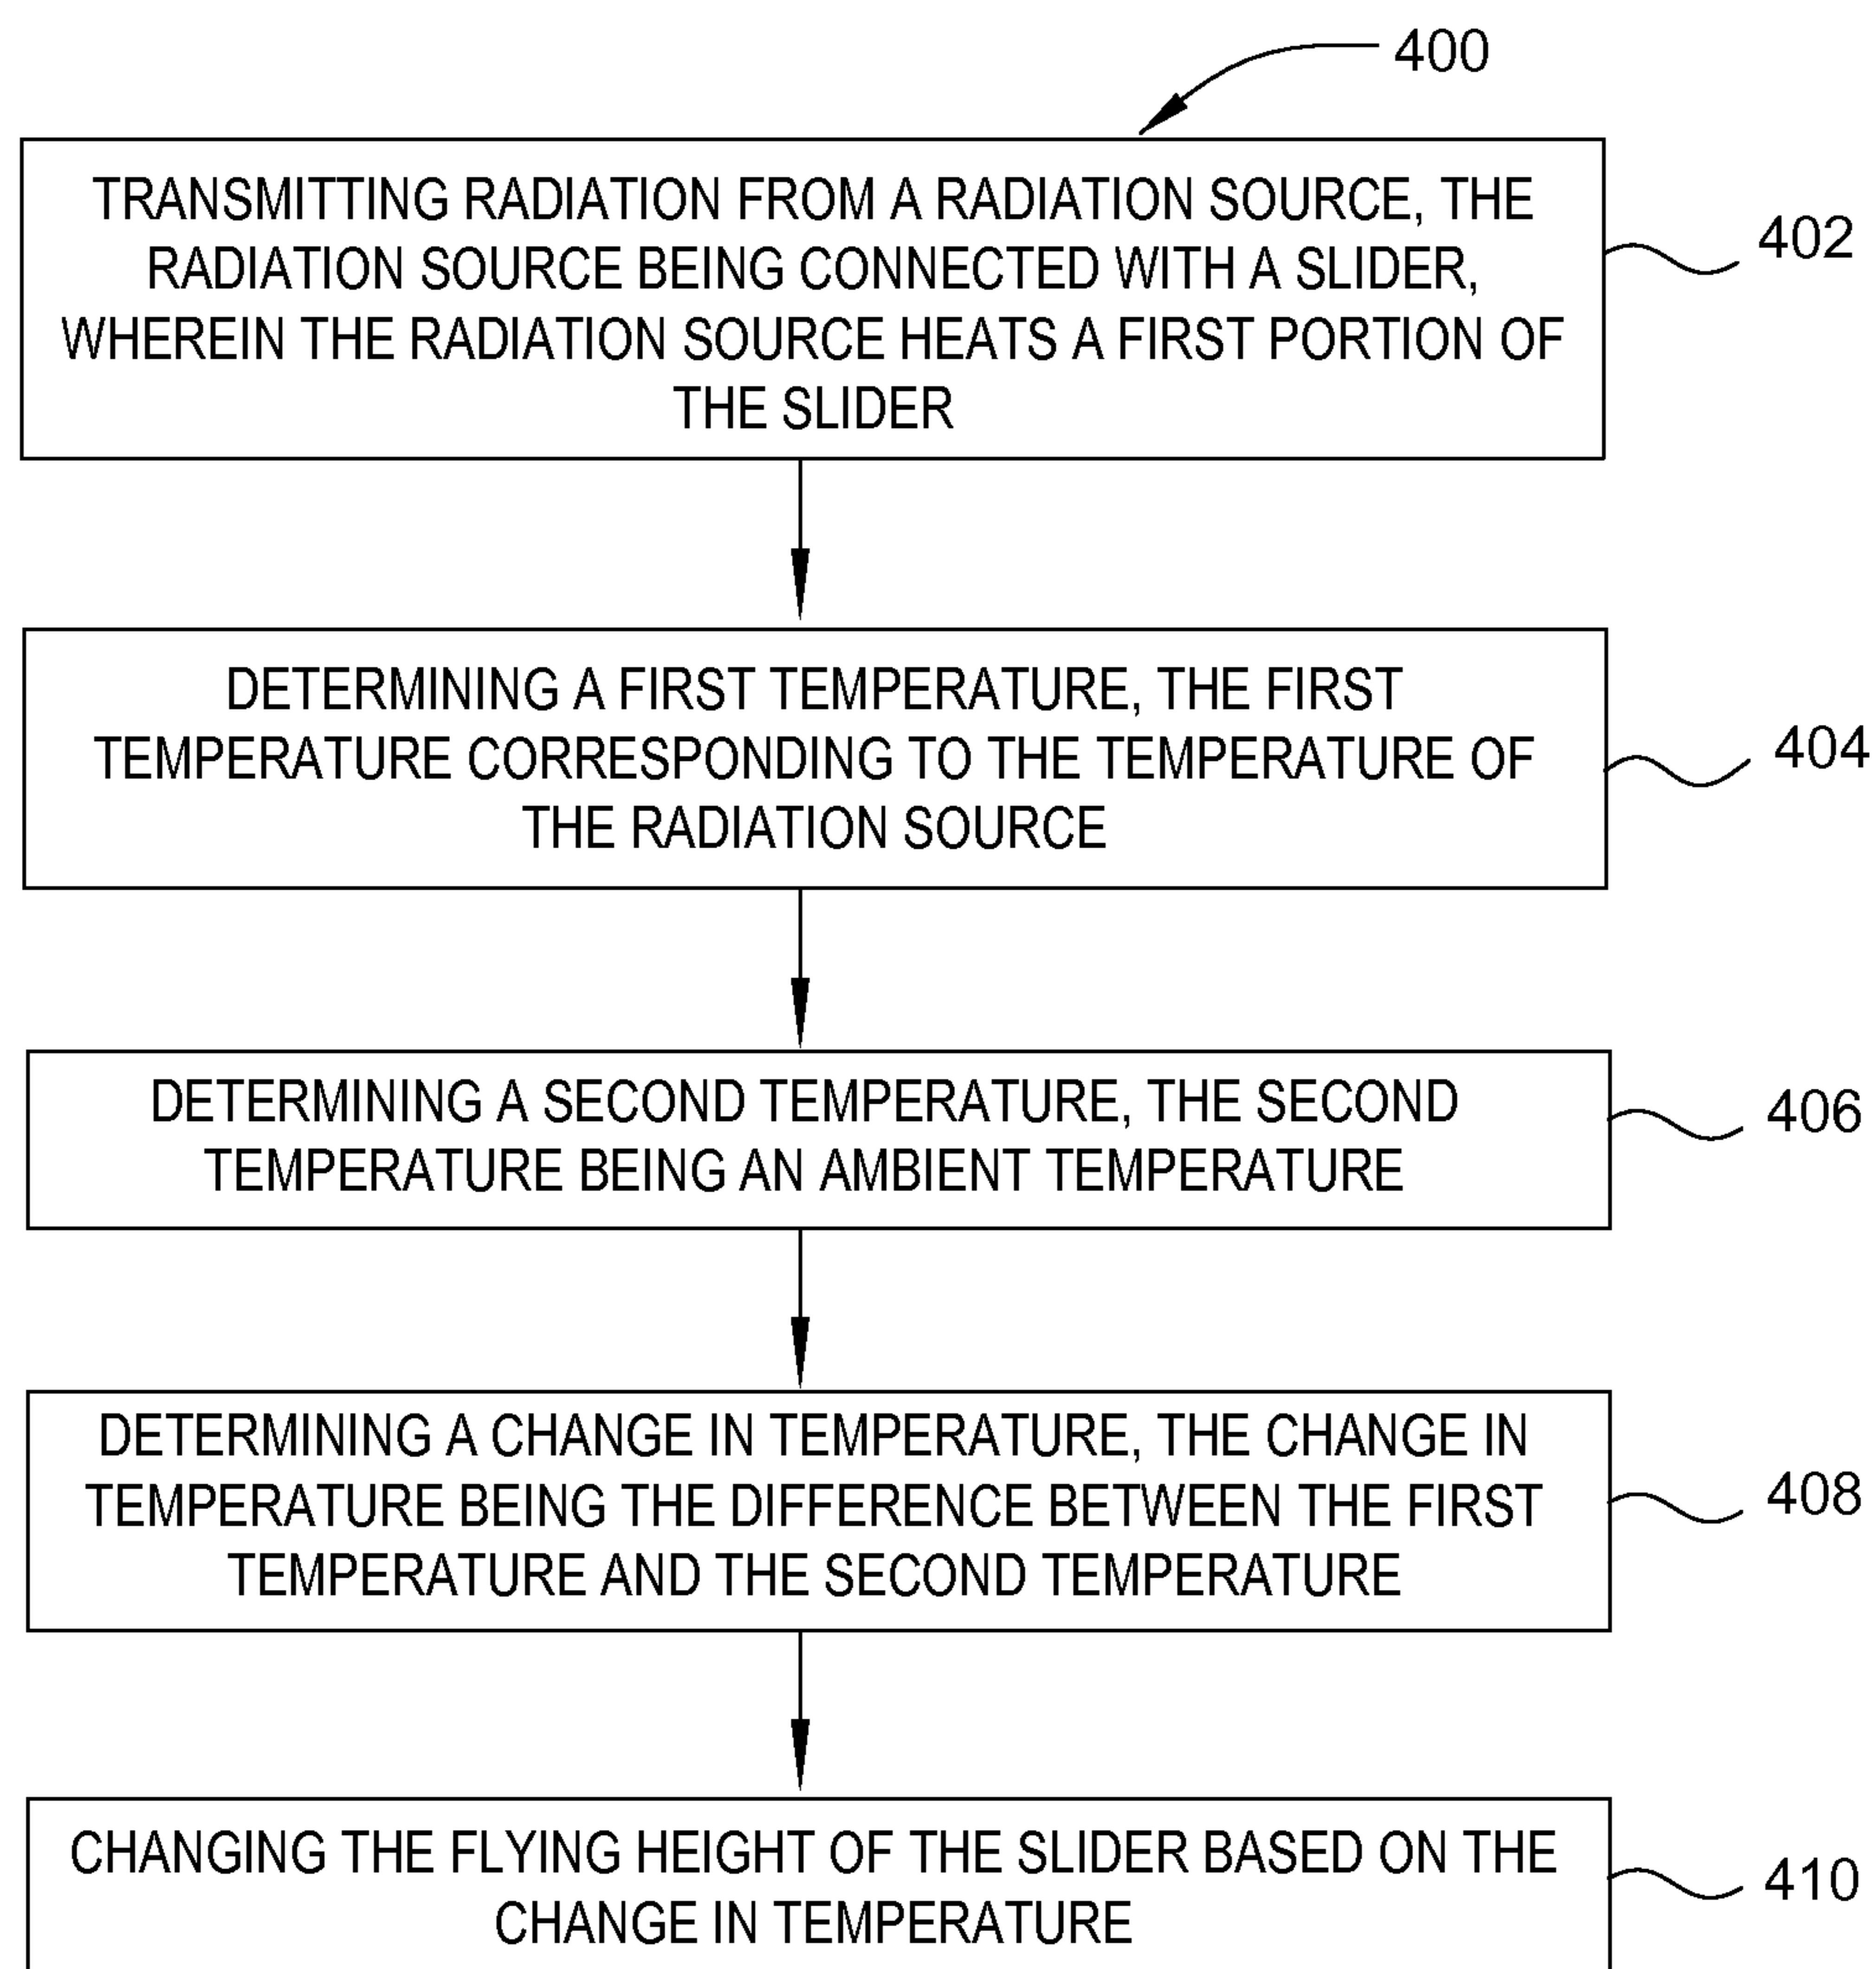 400
TRANSMITTING RADIATION FROM A RADIATION SOURCE, THE
RADIATION SOURCE BEING CONNECTED WITH A SLIDER,
WHEREIN THE RADIATION SOURCE HEATS A FIRST PORTION OF
THE SLIDER
402
DETERMINING A FIRST TEMPERATURE, THE FIRST
TEMPERATURE CORRESPONDING TO THE TEMPERATURE OF
THE RADIATION SOURCE
404
DETERMINING A SECOND TEMPERATURE, THE SECOND
TEMPERATURE BEING AN AMBIENT TEMPERATURE
406
DETERMINING A CHANGE IN TEMPERATURE, THE CHANGE IN
TEMPERATURE BEING THE DIFFERENCE BETWEEN THE FIRST
TEMPERATURE AND THE SECOND TEMPERATURE
408
CHANGING THE FLYING HEIGHT OF THE SLIDER BASED ON THE
CHANGE IN TEMPERATURE
410